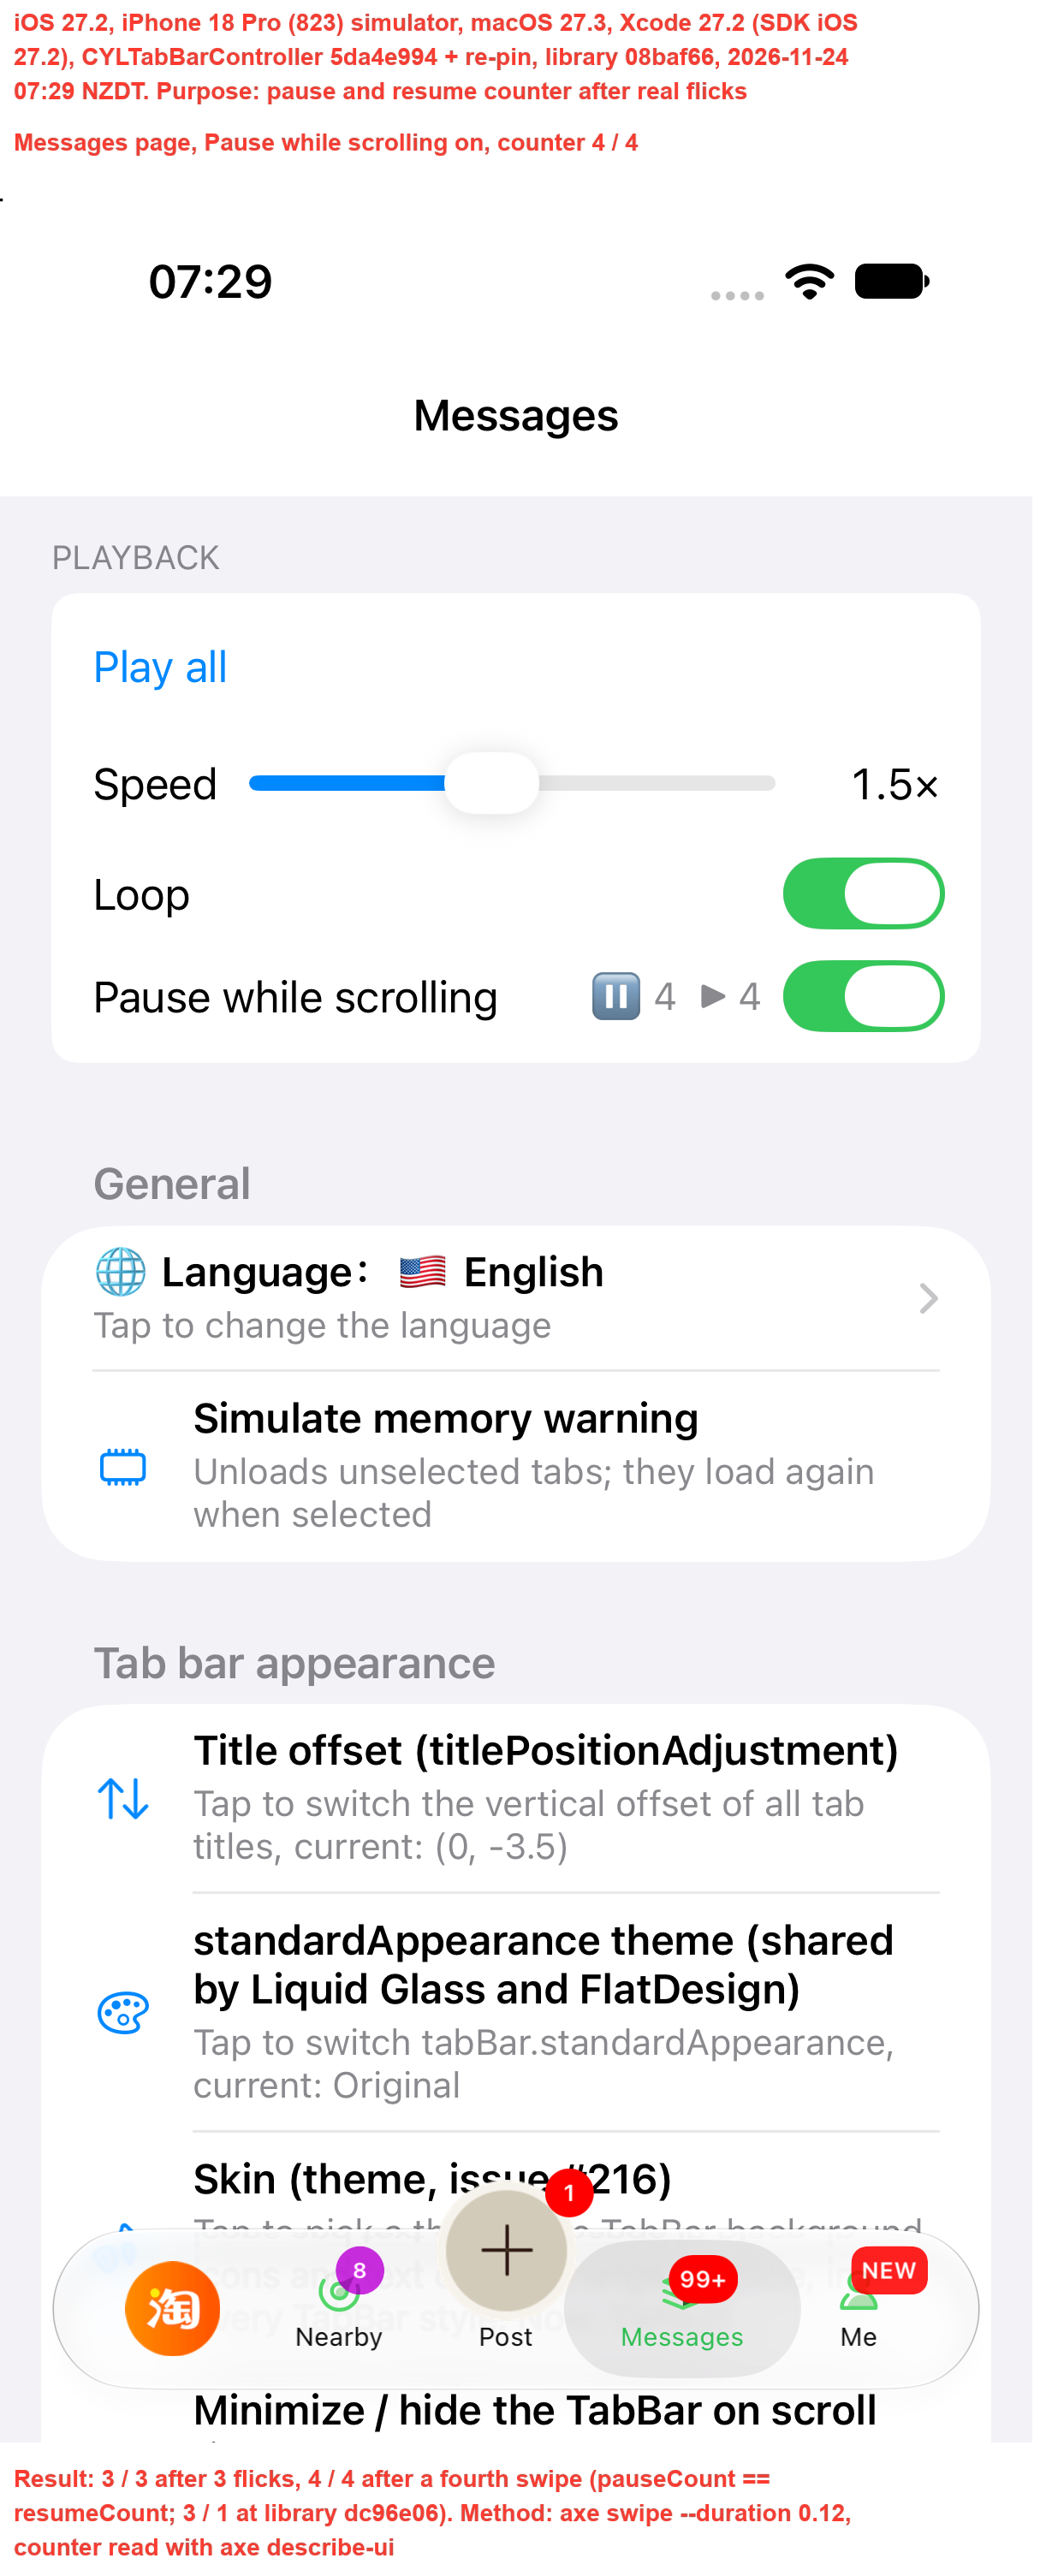 iOS 27.2, iPhone 18 Pro (823) simulator, macOS 27.3, Xcode 27.2 (SDK iOS
27.2), CYLTabBarController 5da4e994 + re-pin, library 08baf66, 2026-11-24
07:29 NZDT. Purpose: pause and resume counter after real flicks
Messages page, Pause while scrolling on, counter 4 / 4
07:29
Messages
PLAYBACK
Play all
Speed 1.5×
Loop
Pause while scrolling ⏸ 4 ▶ 4
General
🌐 Language： 🇺🇸 English
Tap to change the language
Simulate memory warning
Unloads unselected tabs; they load again
when selected
Tab bar appearance
Title offset (titlePositionAdjustment)
Tap to switch the vertical offset of all tab
titles, current: (0, -3.5)
standardAppearance theme (shared
by Liquid Glass and FlatDesign)
Tap to switch tabBar.standardAppearance,
current: Original
Skin (theme, issue #216)
1
TabBar background
淘
8
Nearby
Post
99+
Messages
NEW
Me
Minimize / hide the TabBar on scroll
Result: 3 / 3 after 3 flicks, 4 / 4 after a fourth swipe (pauseCount ==
resumeCount; 3 / 1 at library dc96e06). Method: axe swipe --duration 0.12,
counter read with axe describe-ui